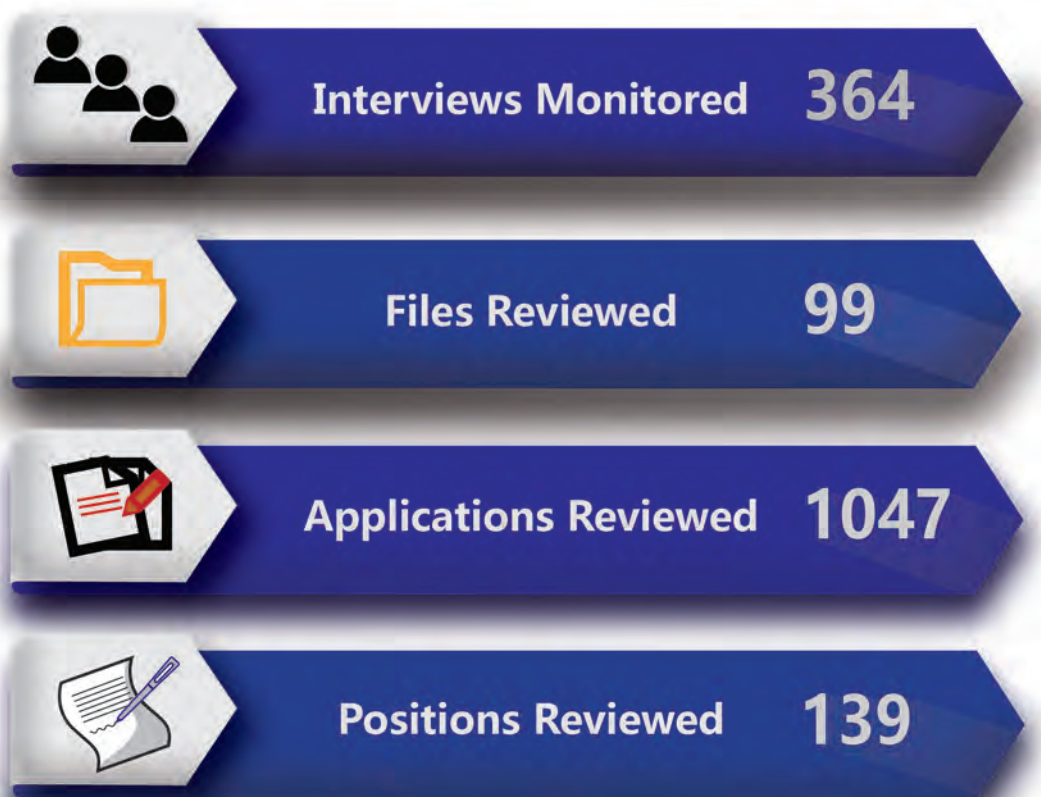 Interviews Monitored 364
Files Reviewed 99
Applications Reviewed 1047
Positions Reviewed 139